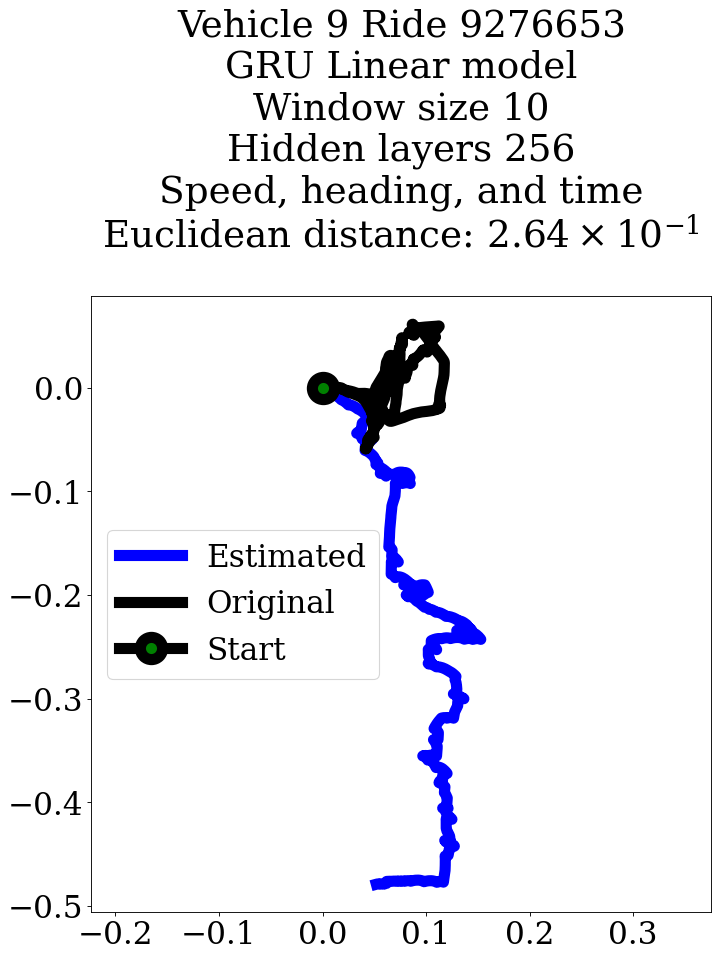 Vehicle 9 Ride 9276653
GRU Linear model
Window size 10
Hidden layers 256
Speed, heading, and time
Euclidean distance: 2.64 × 10⁻¹
0.0
−0.1
−0.2
−0.3
−0.4
−0.5
Estimated
Original
Start
−0.2 −0.1 0.0 0.1 0.2 0.3